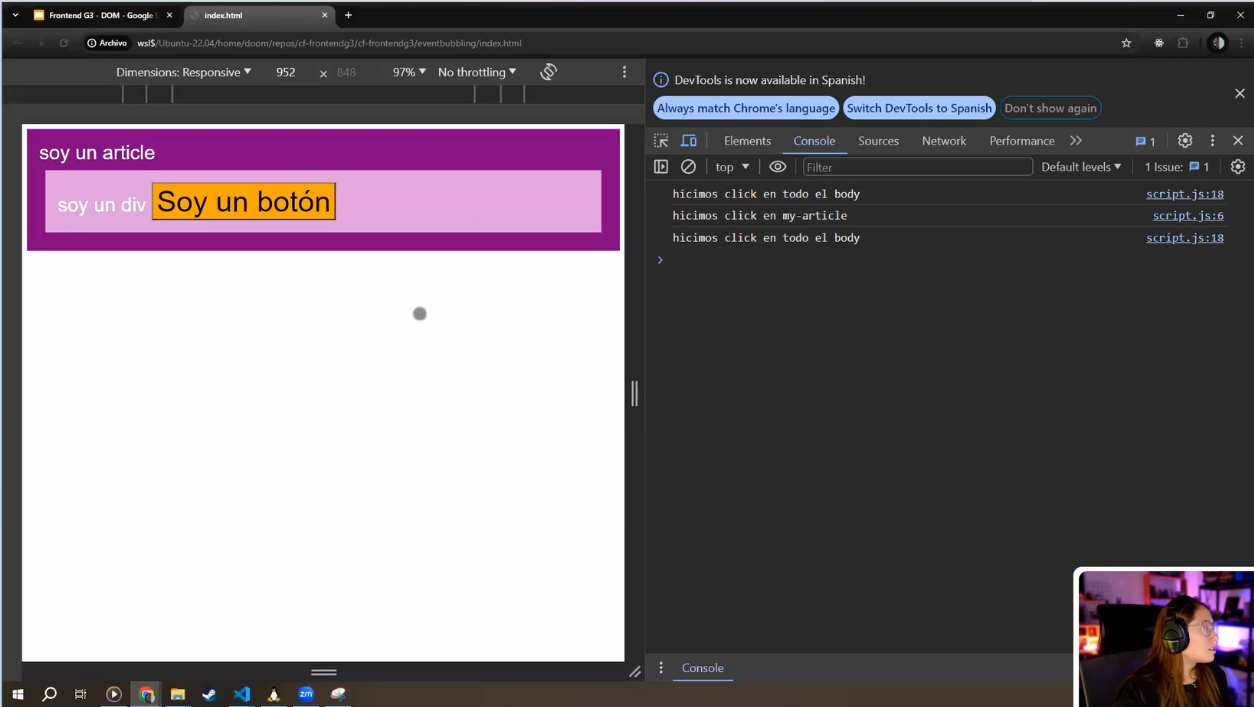 Frontend G3 - DOM - Google S
index.html
Archivo
wsl$/Ubuntu-22.04/home/doom/repos/cf-frontendg3/cf-frontendg3/eventbubbling/index.html
Dimensions: Responsive 952 × 848 97% No throttling
DevTools is now available in Spanish!
Always match Chrome's language Switch DevTools to Spanish Don't show again
Elements Console Sources Network Performance 1
top Filter Default levels 1 Issue: 1
soy un article
soy un div Soy un botón
hicimos click en todo el body script.js:18
hicimos click en my-article script.js:6
hicimos click en todo el body script.js:18
Console
zm